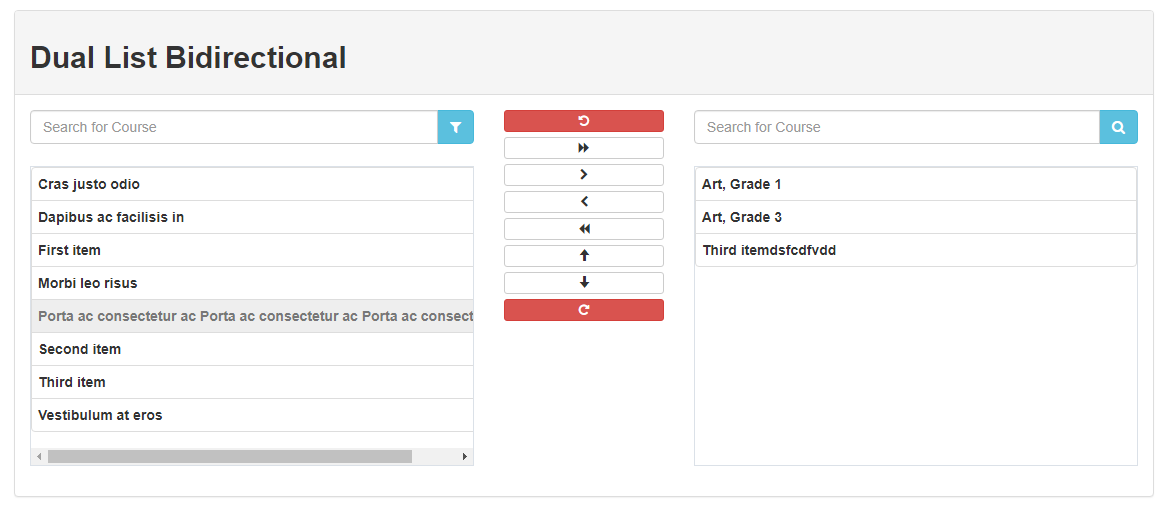 Dual List Bidirectional
Search for Course
Cras justo odio
Dapibus ac facilisis in
First item
Morbi leo risus
Porta ac consectetur ac Porta ac consectetur ac Porta ac consect
Second item
Third item
Vestibulum at eros
Search for Course
Art, Grade 1
Art, Grade 3
Third itemdsfcdfvdd